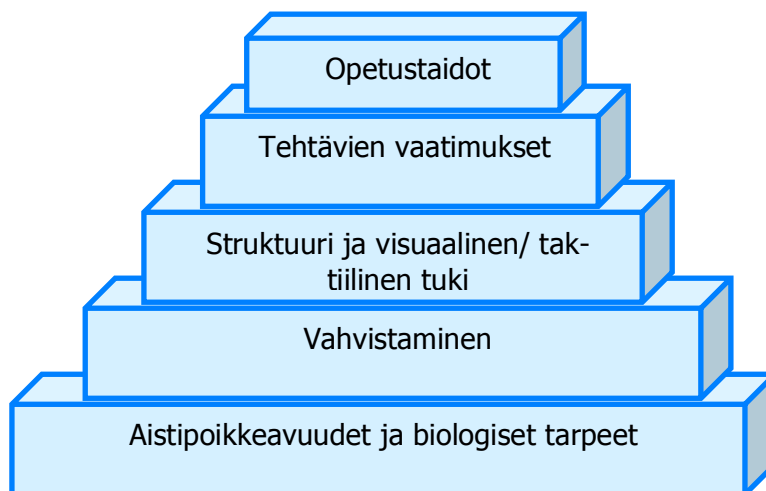 Opetustaidot
Tehtävien vaatimukset
Struktuuri ja visuaalinen/ tak-
tiilinen tuki
Vahvistaminen
Aistipoikkeavuudet ja biologiset tarpeet